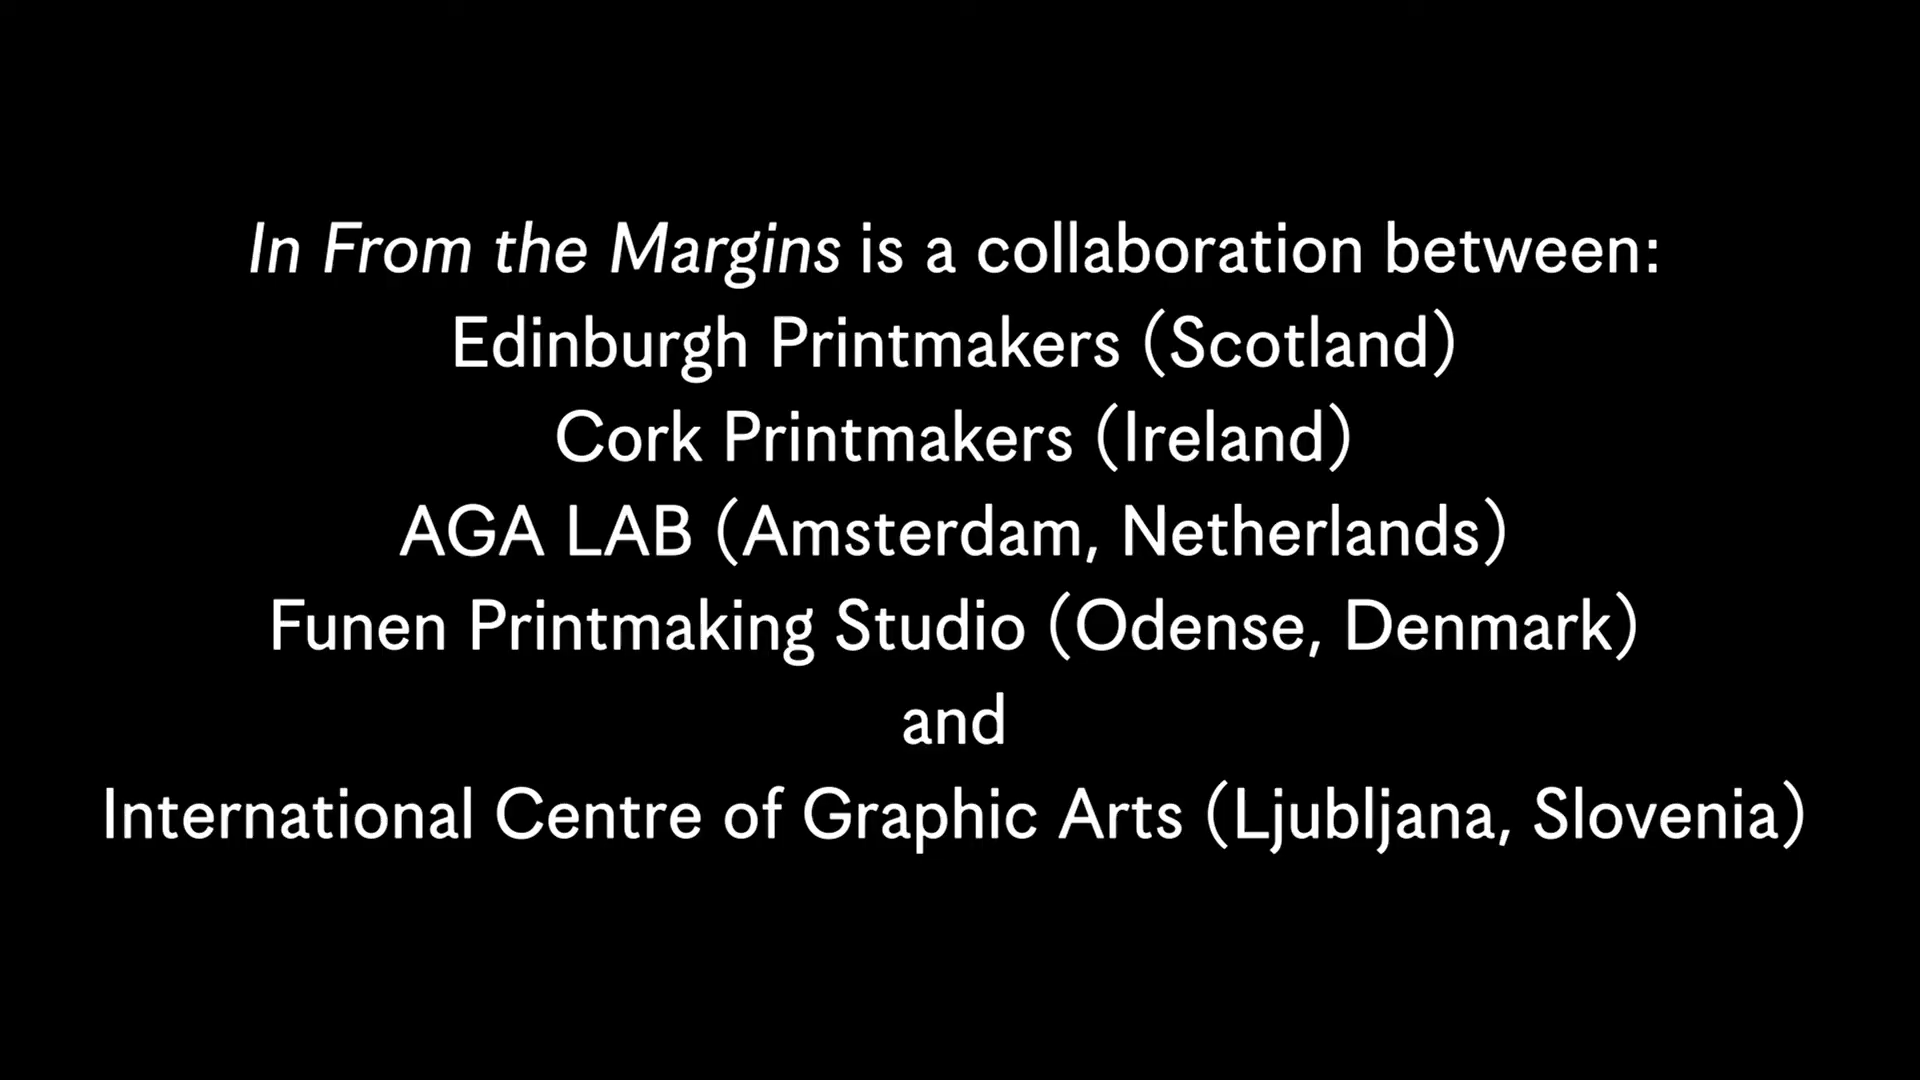 In From the Margins is a collaboration between:
Edinburgh Printmakers (Scotland)
Cork Printmakers (Ireland)
AGA LAB (Amsterdam, Netherlands)
Funen Printmaking Studio (Odense, Denmark)
and
International Centre of Graphic Arts (Ljubljana, Slovenia)